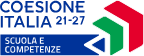 COESIONE
ITALIA 21-27
SCUOLA E
COMPETENZE